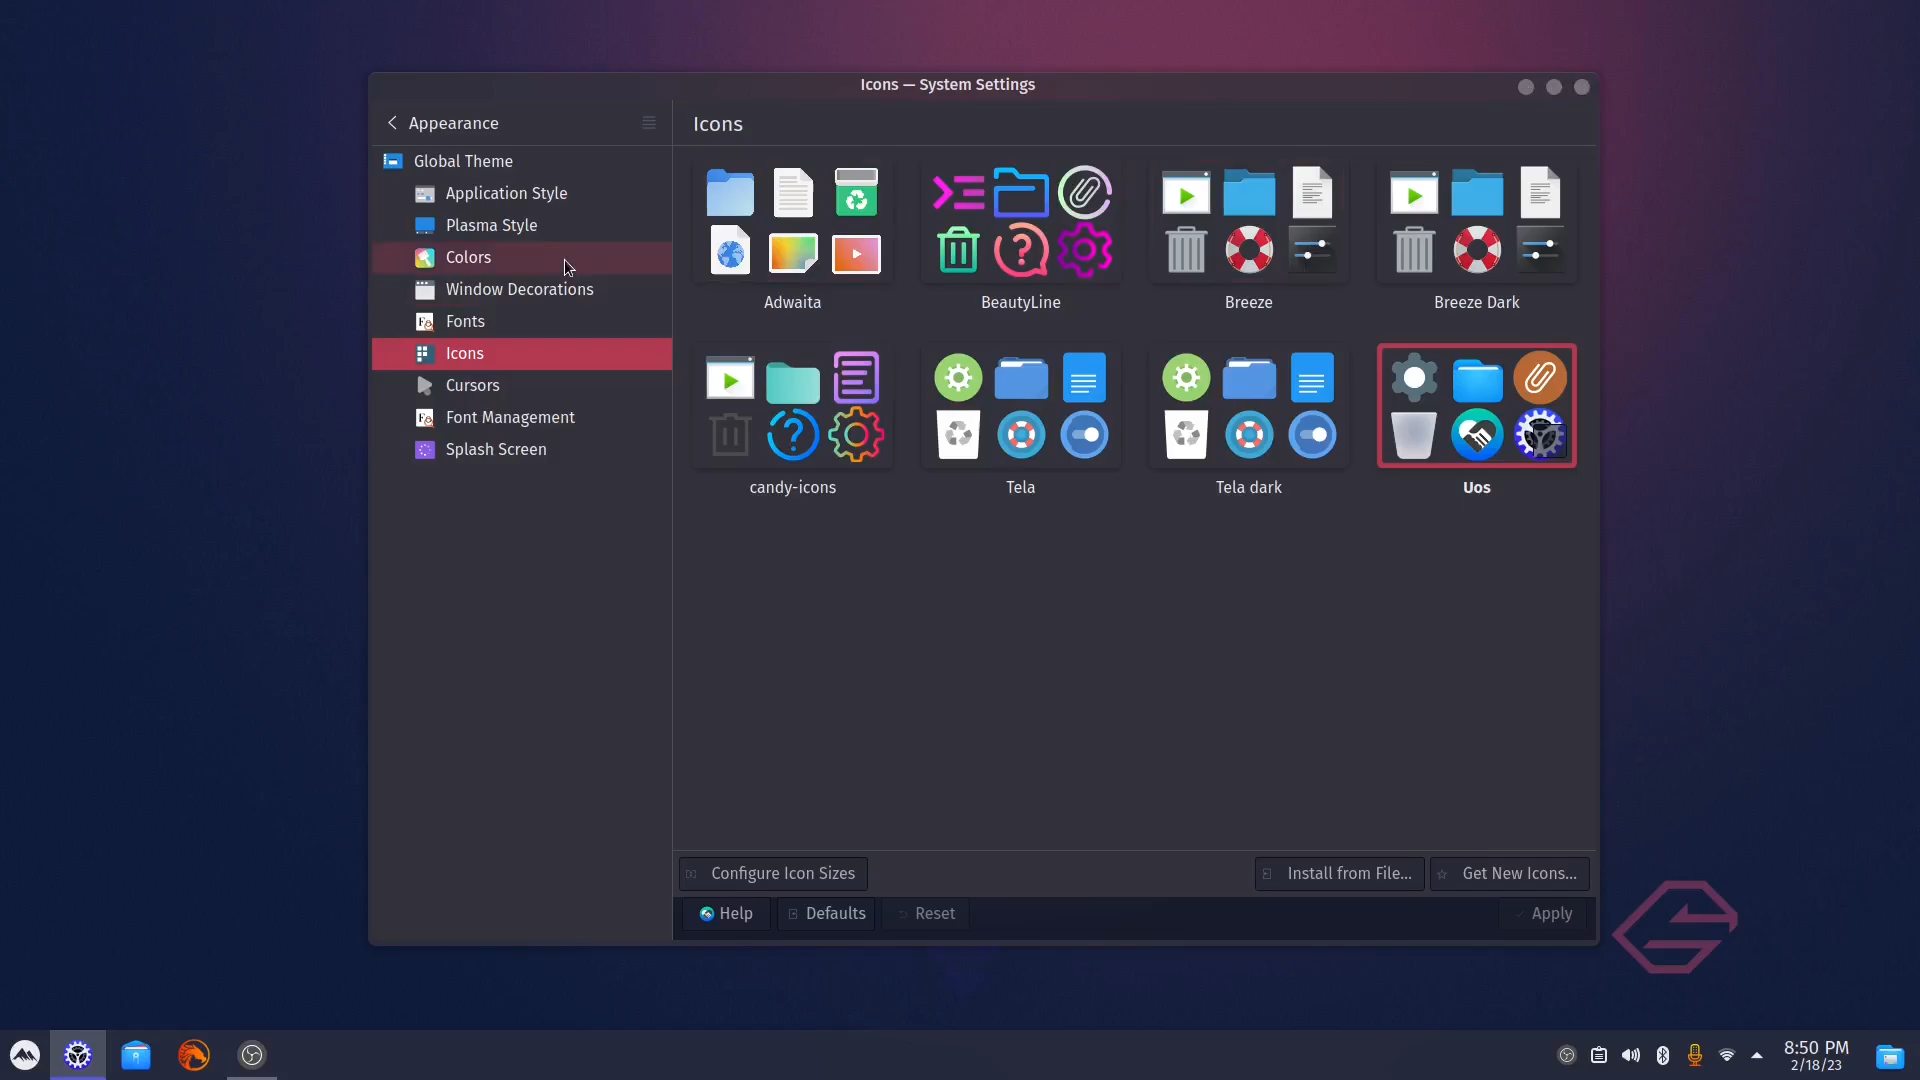 Icons — System Settings
Appearance
Icons
Global Theme
Application Style
Plasma Style
Colors
Window Decorations
Fonts
Icons
Cursors
Font Management
Splash Screen
Adwaita
BeautyLine
Breeze
Breeze Dark
candy-icons
Tela
Tela dark
Uos
Configure Icon Sizes
Install from File...
Get New Icons...
Help
Defaults
Reset
Apply
8:50 PM
2/18/23